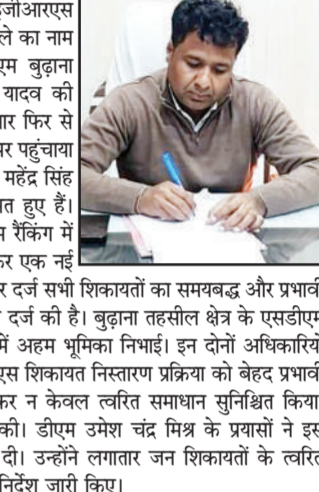 जीआरएस
ले का नाम
एम बुढ़ाना
यादव की
ार फिर से
पर पहुंचाया
महेंद्र सिंह
त हुए हैं।
रैंकिंग में
कर एक नई
र दर्ज सभी शिकायतों का समयबद्ध और प्रभावी
दर्ज की है। बुढ़ाना तहसील क्षेत्र के एसडीएम
में अहम भूमिका निभाई। इन दोनों अधिकारियों
एस शिकायत निस्तारण प्रक्रिया को बेहद प्रभावी
कर न केवल त्वरित समाधान सुनिश्चित किया
की। डीएम उमेश चंद्र मिश्र के प्रयासों ने इस
दी। उन्होंने लगातार जन शिकायतों के त्वरित
निर्देश जारी किए।